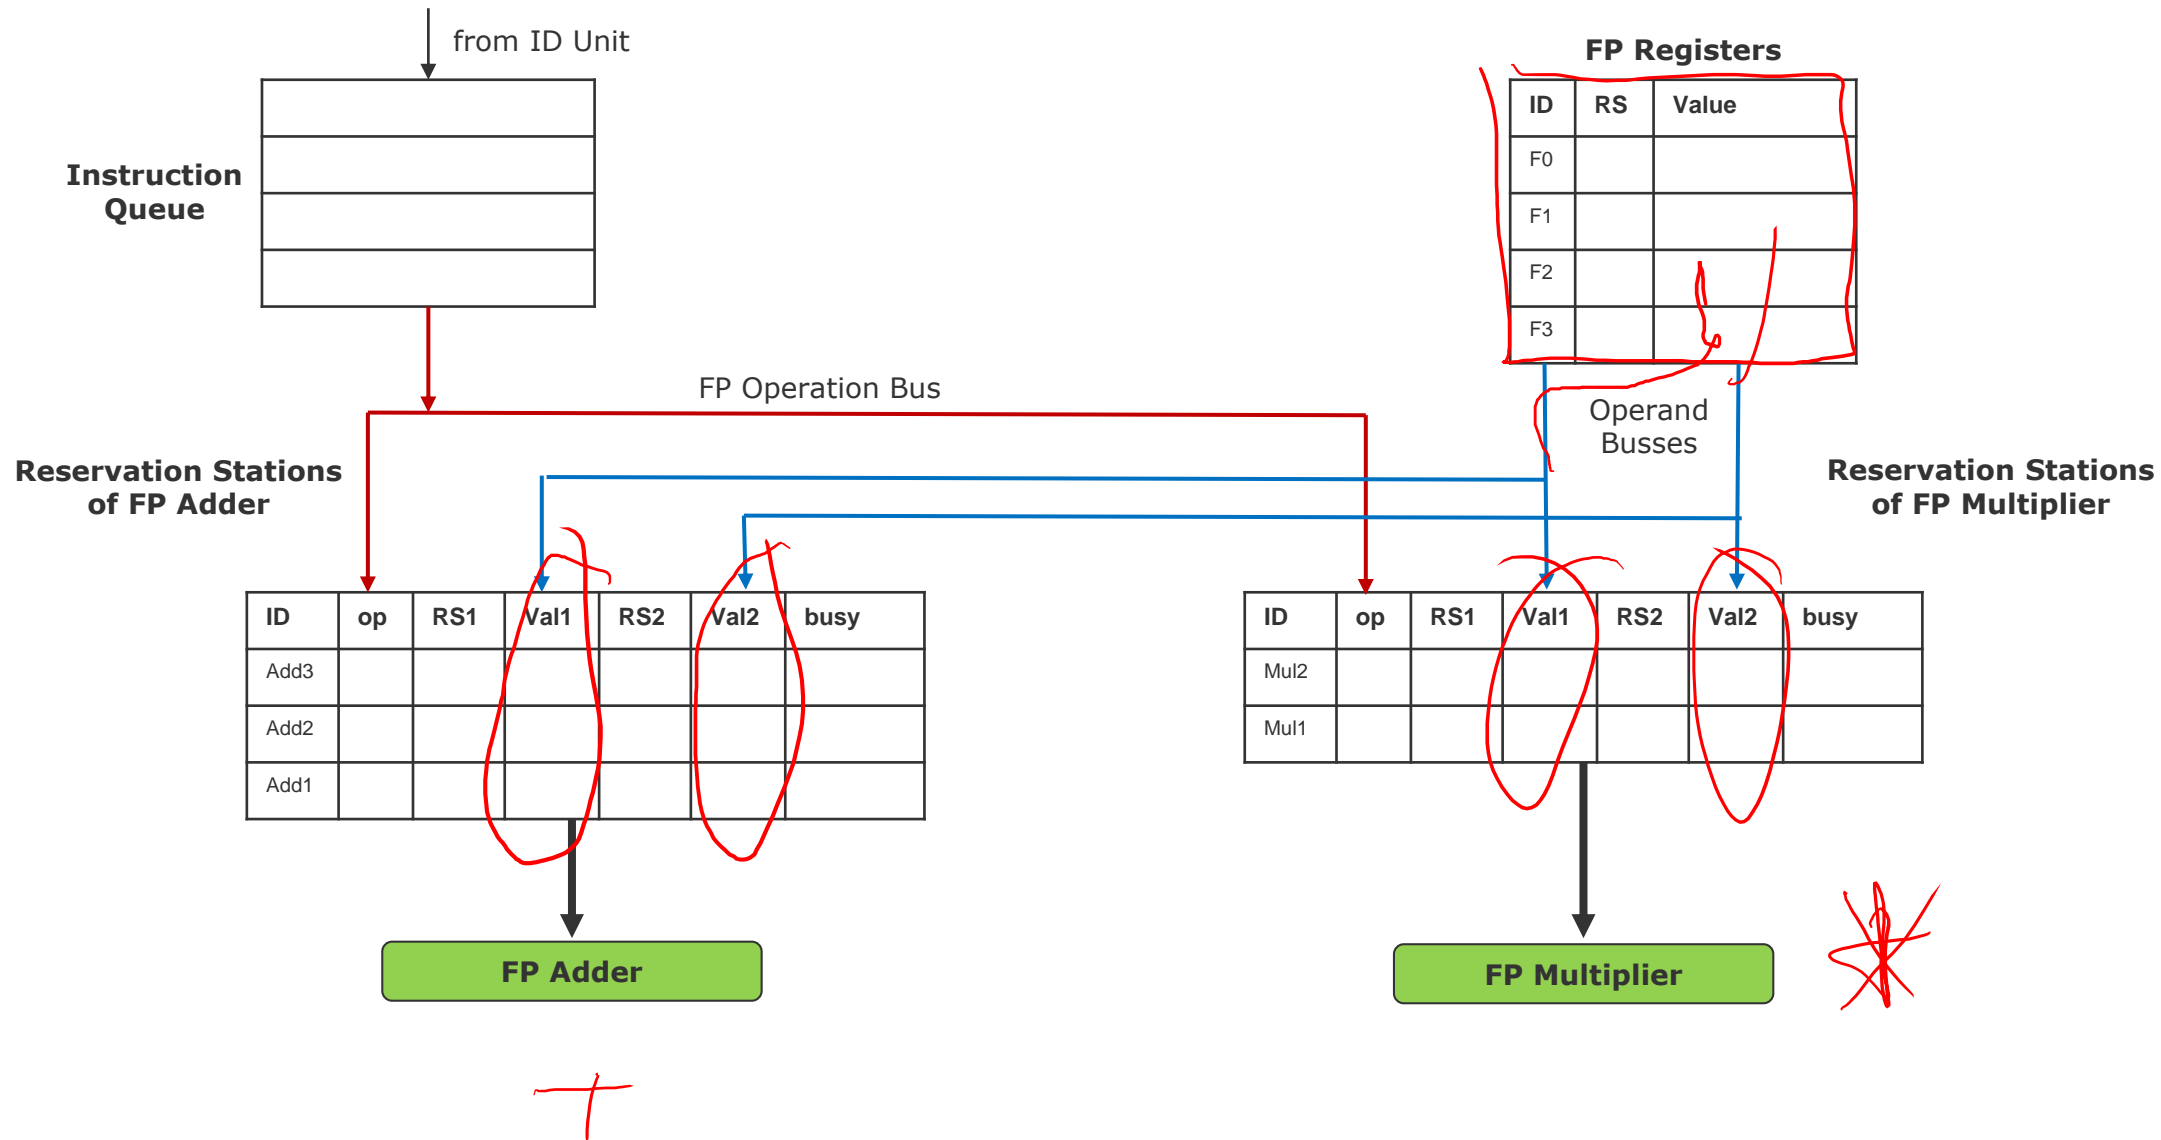 from ID Unit
FP Registers
ID RS Value
F0
F1
F2
F3
Instruction
Queue
FP Operation Bus
Operand
Busses
Reservation Stations
of FP Adder
Reservation Stations
of FP Multiplier
ID op RS1 Val1 RS2 Val2 busy
Add3
Add2
Add1
ID op RS1 Val1 RS2 Val2 busy
Mul2
Mul1
FP Adder
FP Multiplier
+
*